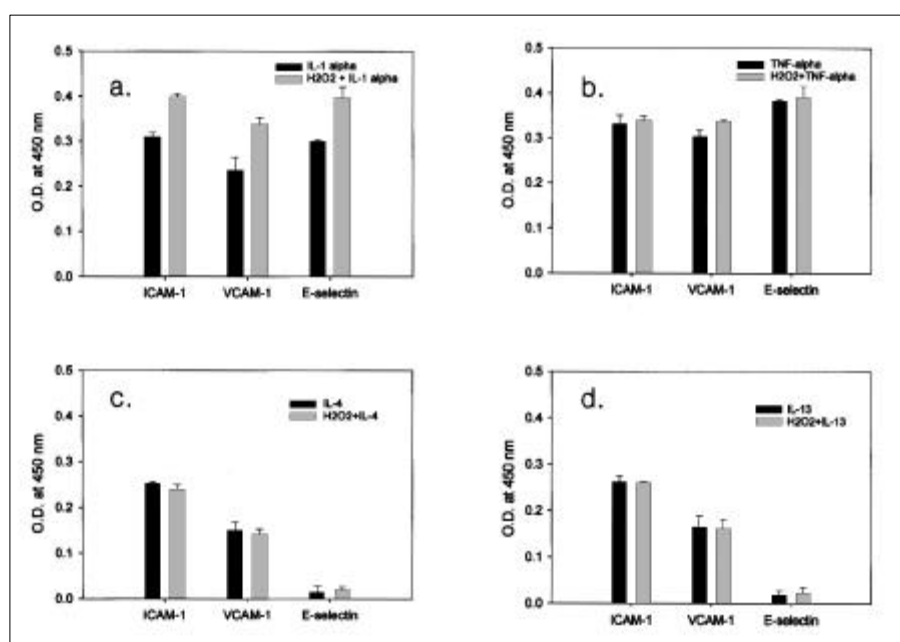 a.
IL-1 alpha
H2O2 + IL-1 alpha
O.D. at 450 nm
0.5
0.4
0.3
0.2
0.1
0.0
ICAM-1 VCAM-1 E-selectin
b.
TNF-alpha
H2O2+TNF-alpha
O.D. at 450 nm
0.5
0.4
0.3
0.2
0.1
0.0
ICAM-1 VCAM-1 E-selectin
c.
IL-4
H2O2+IL-4
O.D. at 450 nm
0.5
0.4
0.3
0.2
0.1
0.0
ICAM-1 VCAM-1 E-selectin
d.
IL-13
H2O2+IL-13
O.D. at 450 nm
0.5
0.4
0.3
0.2
0.1
0.0
ICAM-1 VCAM-1 E-selectin